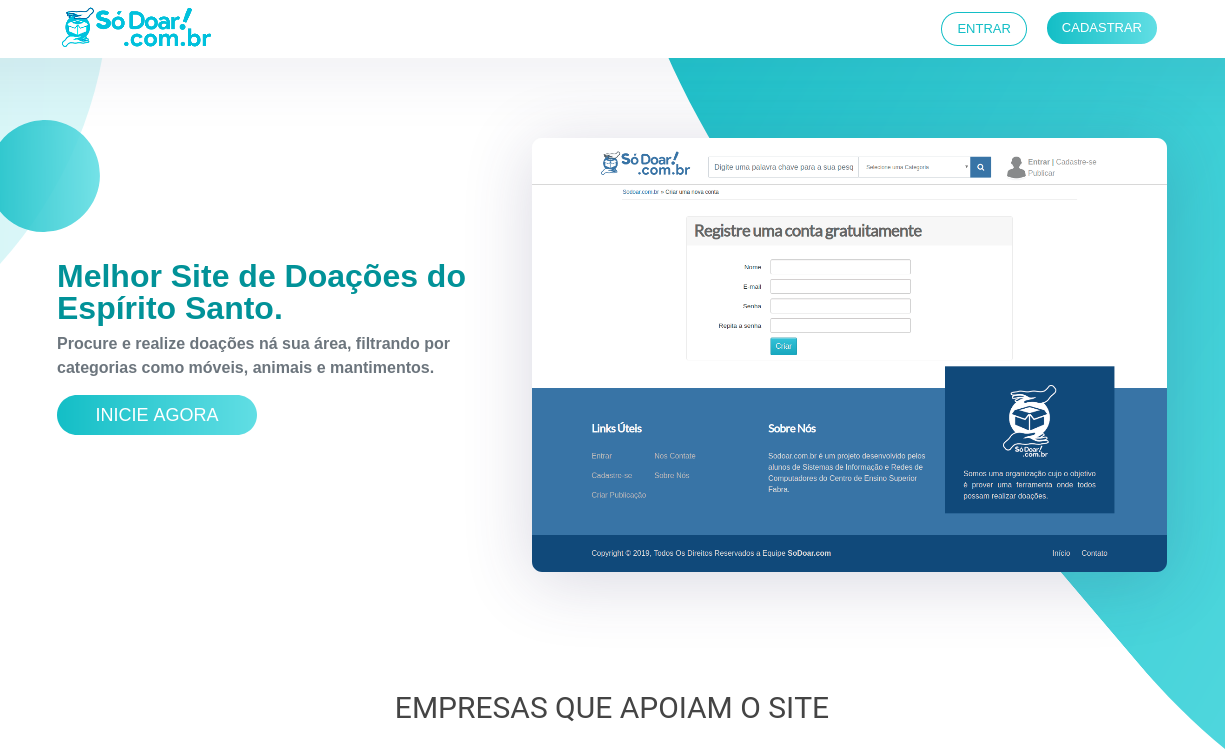 Só Doar!
.com.br
ENTRAR
CADASTRAR
Melhor Site de Doações do
Espírito Santo.
Procure e realize doações ná sua área, filtrando por
categorias como móveis, animais e mantimentos.
INICIE AGORA
Só Doar!
.com.br
Digite uma palavra chave para a sua pesq
Selecione uma Categoria
Entrar | Cadastre-se
Publicar
Sodoar.com.br » Criar uma nova conta
Registre uma conta gratuitamente
Nome
E-mail
Senha
Repita a senha
Criar
Links Úteis
Entrar
Nos Contate
Cadastre-se
Sobre Nós
Criar Publicação
Sobre Nós
Sodoar.com.br é um projeto desenvolvido pelos
alunos de Sistemas de Informação e Redes de
Computadores do Centro de Ensino Superior
Fabra.
Só Doar!
.com.br
Somos uma organização cujo o objetivo
é prover uma ferramenta onde todos
possam realizar doações.
Copyright © 2019, Todos Os Direitos Reservados a Equipe SoDoar.com
Início
Contato
EMPRESAS QUE APOIAM O SITE